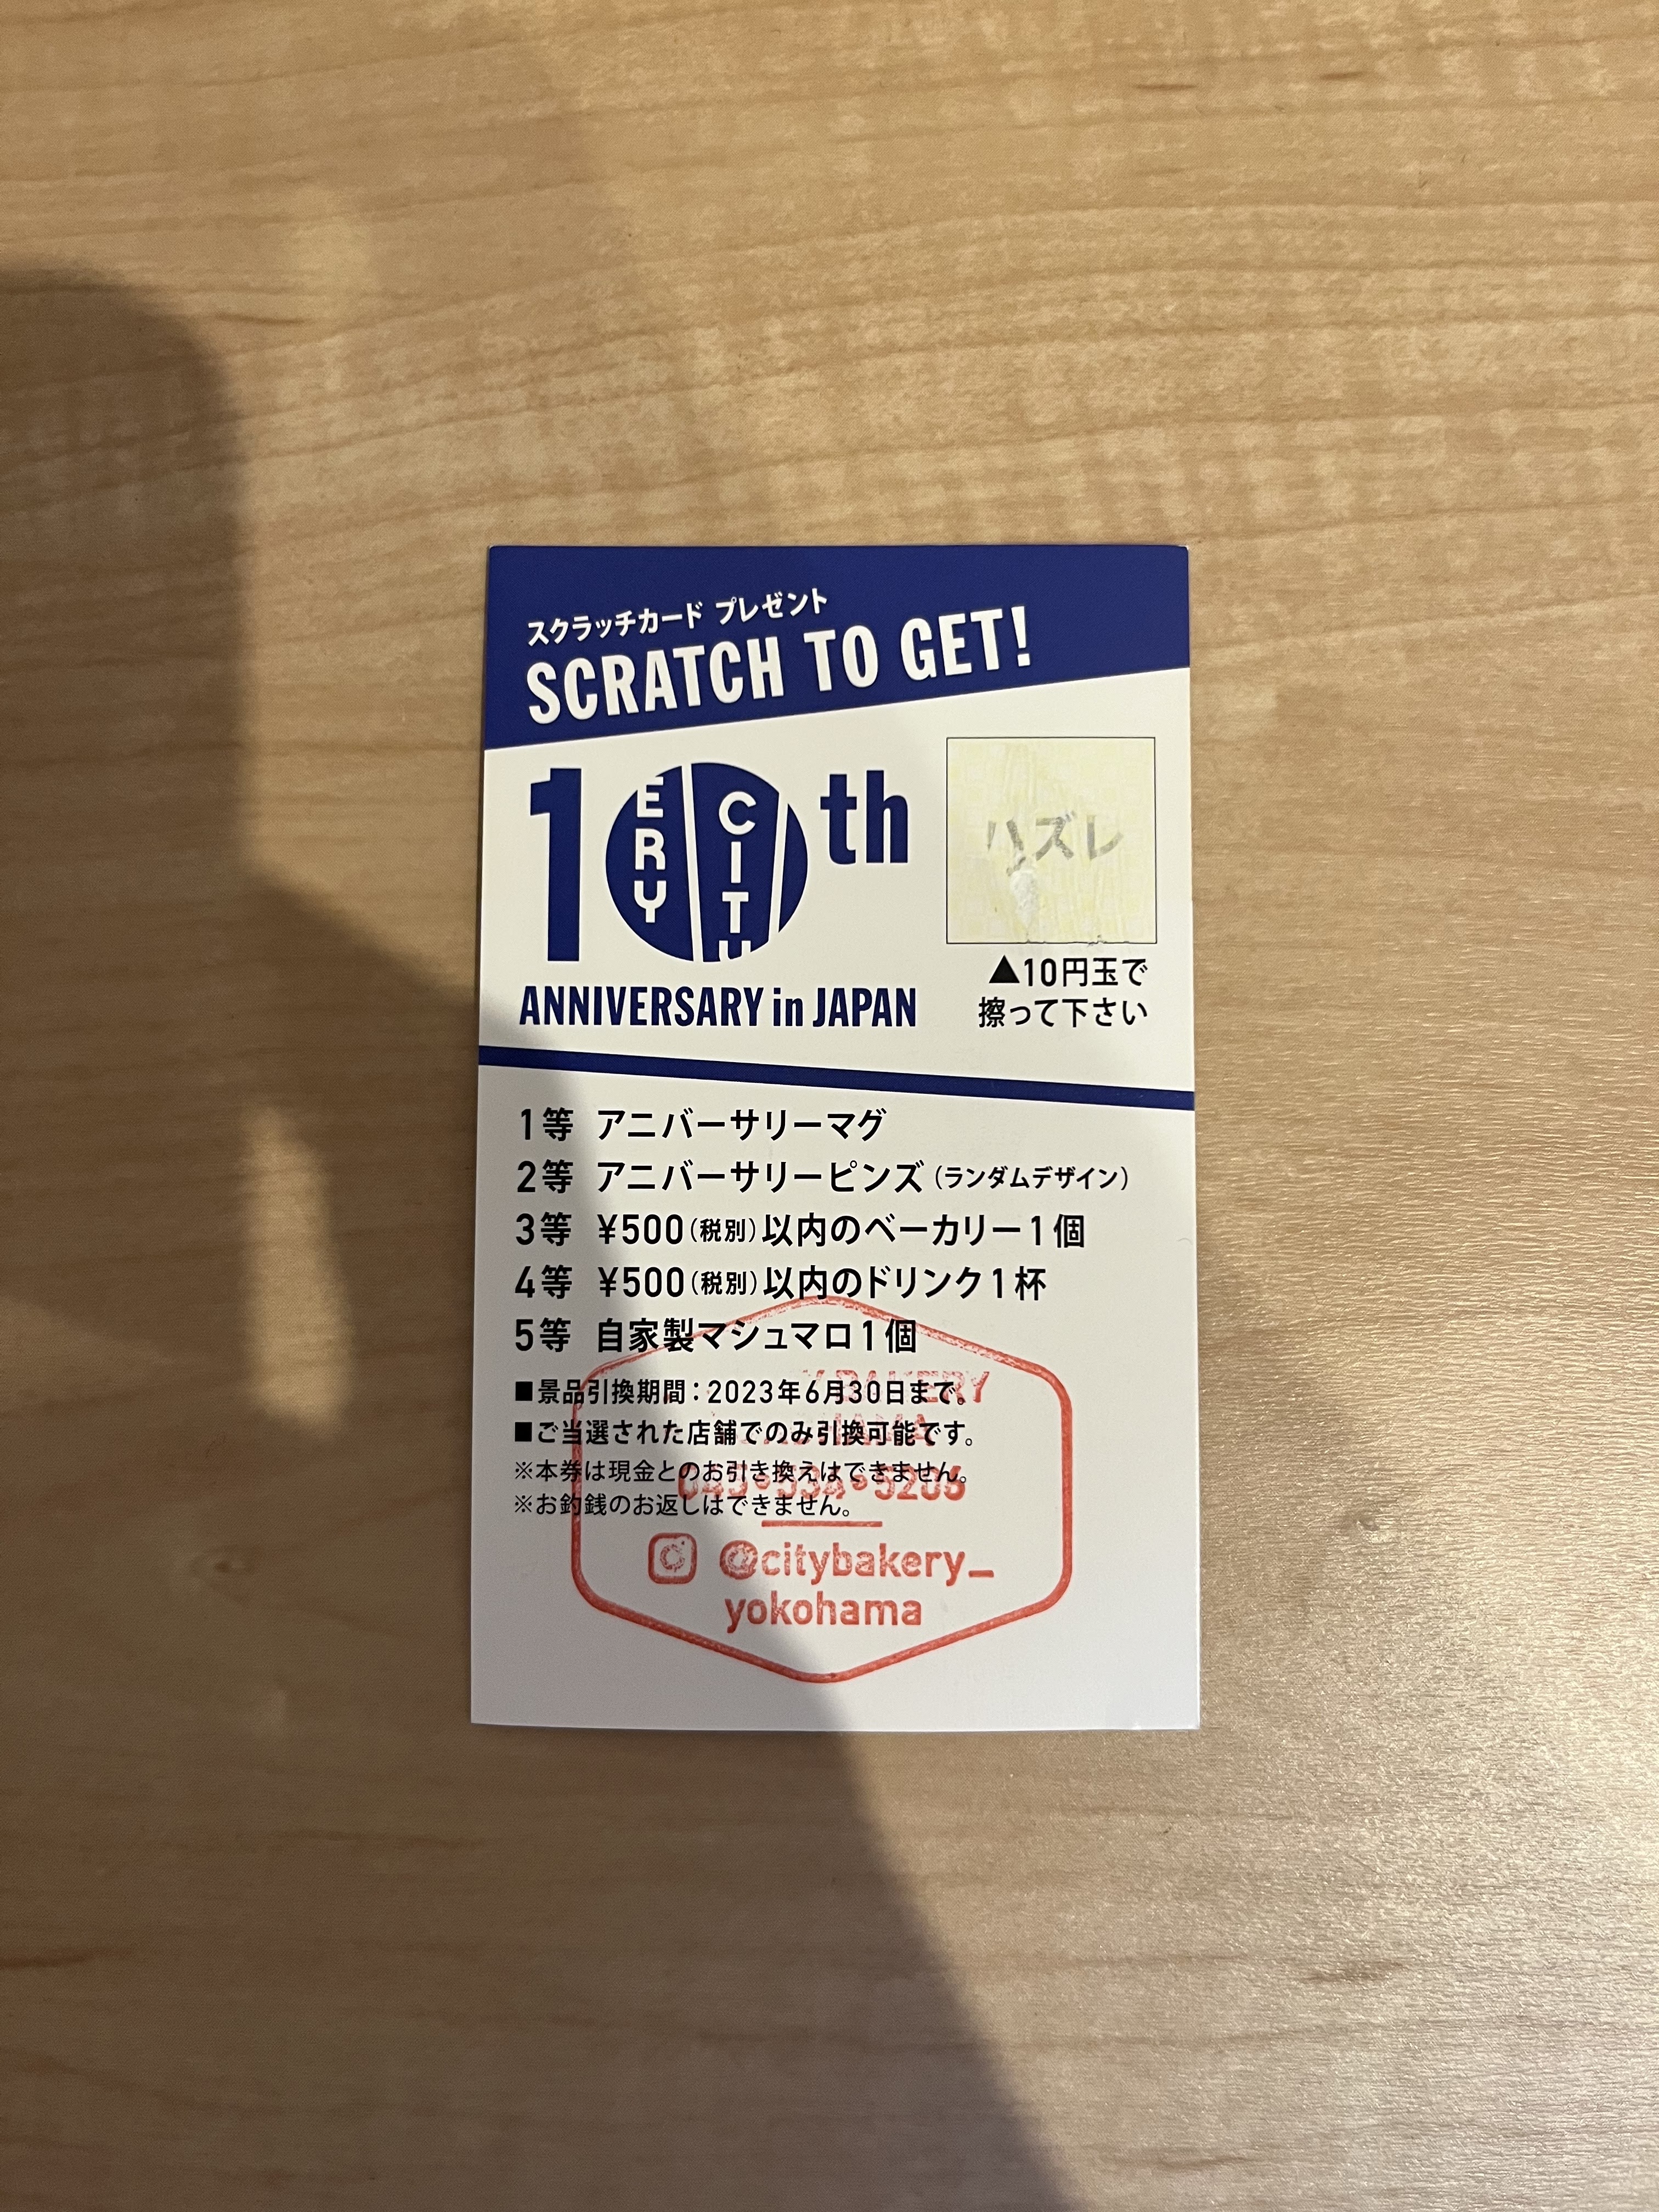 スクラッチカード プレゼント
SCRATCH TO GET!
10th
ERY
CITY
ハズレ
ANNIVERSARY in JAPAN
▲10円玉で
擦って下さい
1等 アニバーサリーマグ
2等 アニバーサリーピンズ(ランダムデザイン)
3等 ¥500(税別)以内のベーカリー1個
4等 ¥500(税別)以内のドリンク1杯
5等 自家製マシュマロ1個
■景品引換期間:2023年6月30日まで。
■ご当選された店舗でのみ引換可能です。
※本券は現金とのお引き換えはできません。
※お釣銭のお返しはできません。
BAKERY
@citybakery_
yokohama